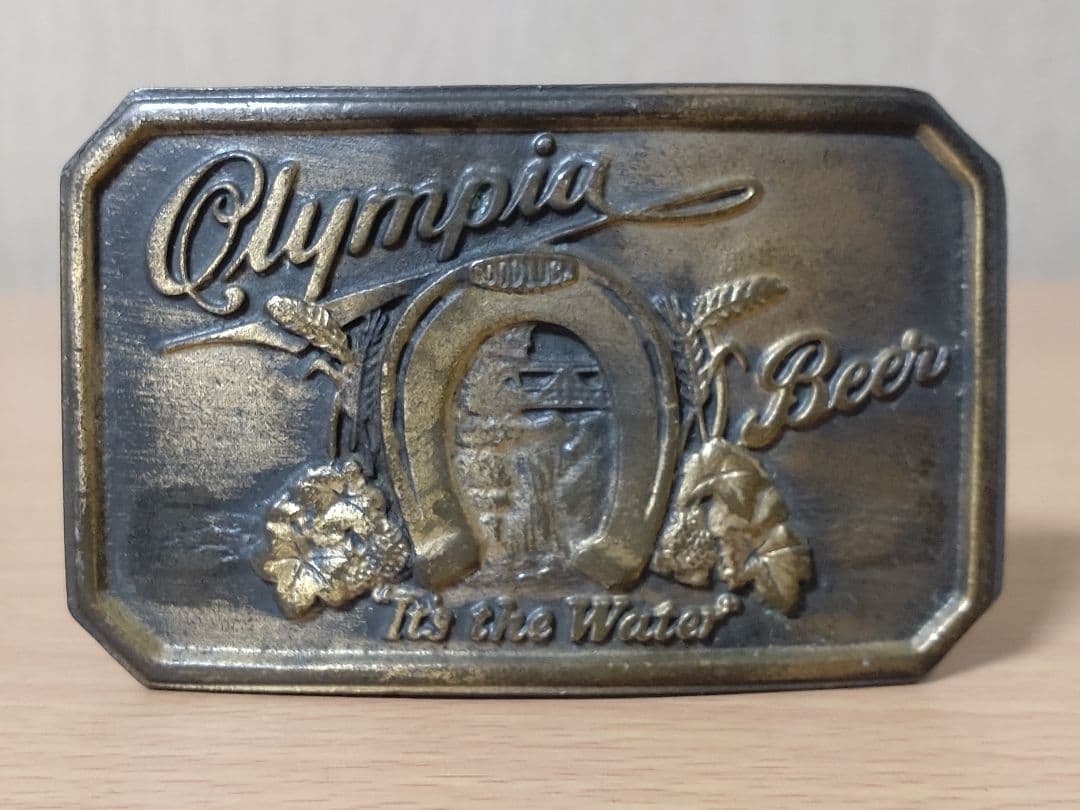 Olympia
GOOD LUCK
Beer
"It's the Water"